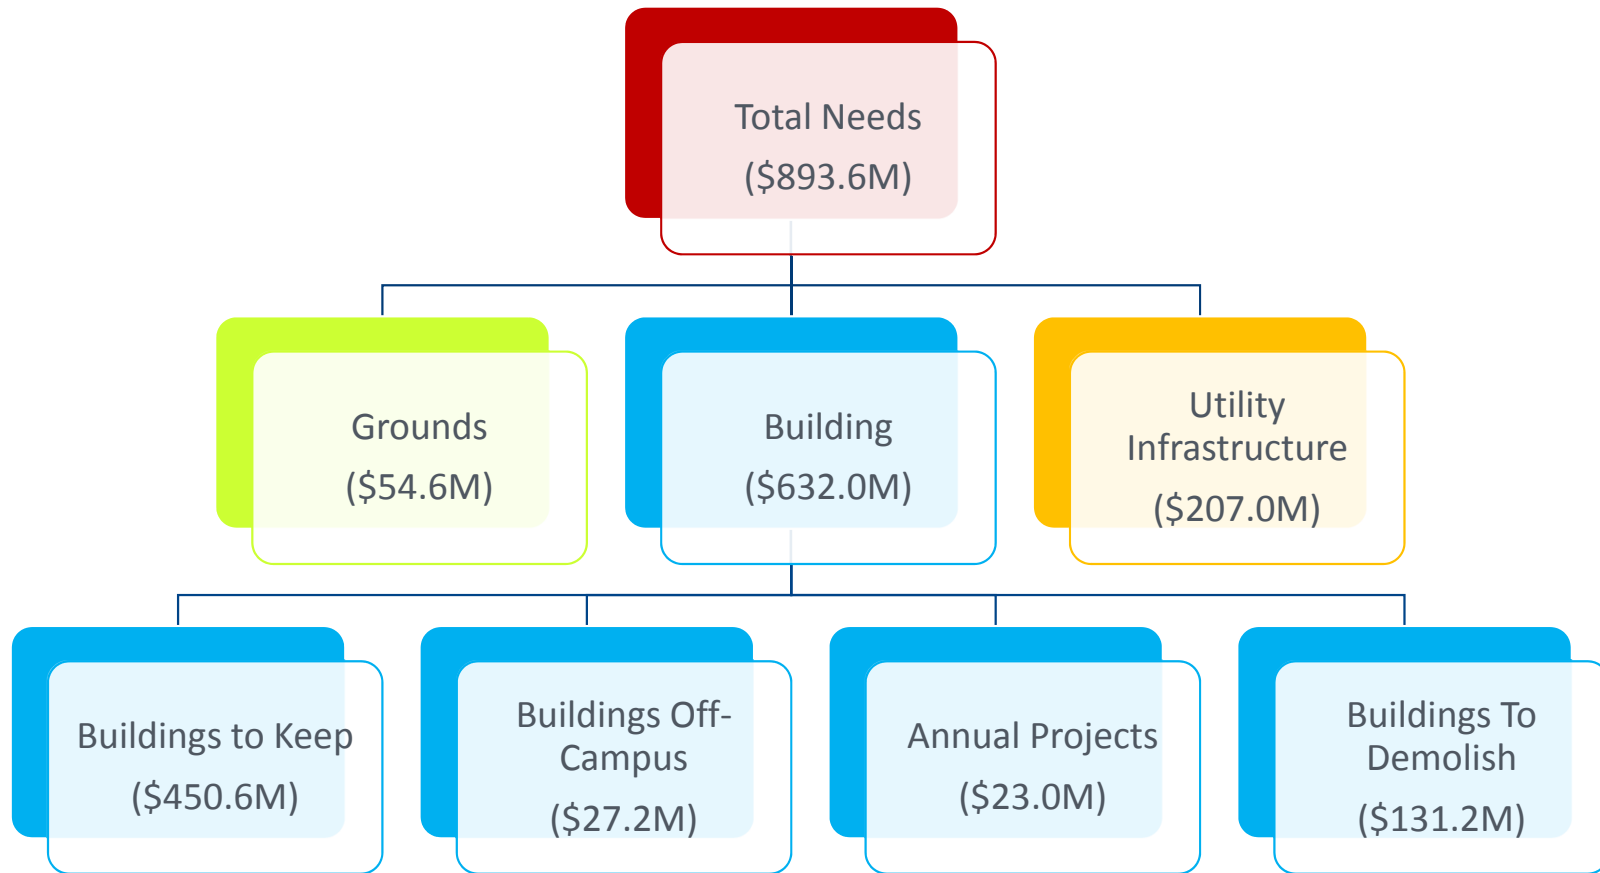 Total Needs
($893.6M)
Grounds
($54.6M)
Building
($632.0M)
Utility
Infrastructure
($207.0M)
Buildings to Keep
($450.6M)
Buildings Off-
Campus
($27.2M)
Annual Projects
($23.0M)
Buildings To
Demolish
($131.2M)